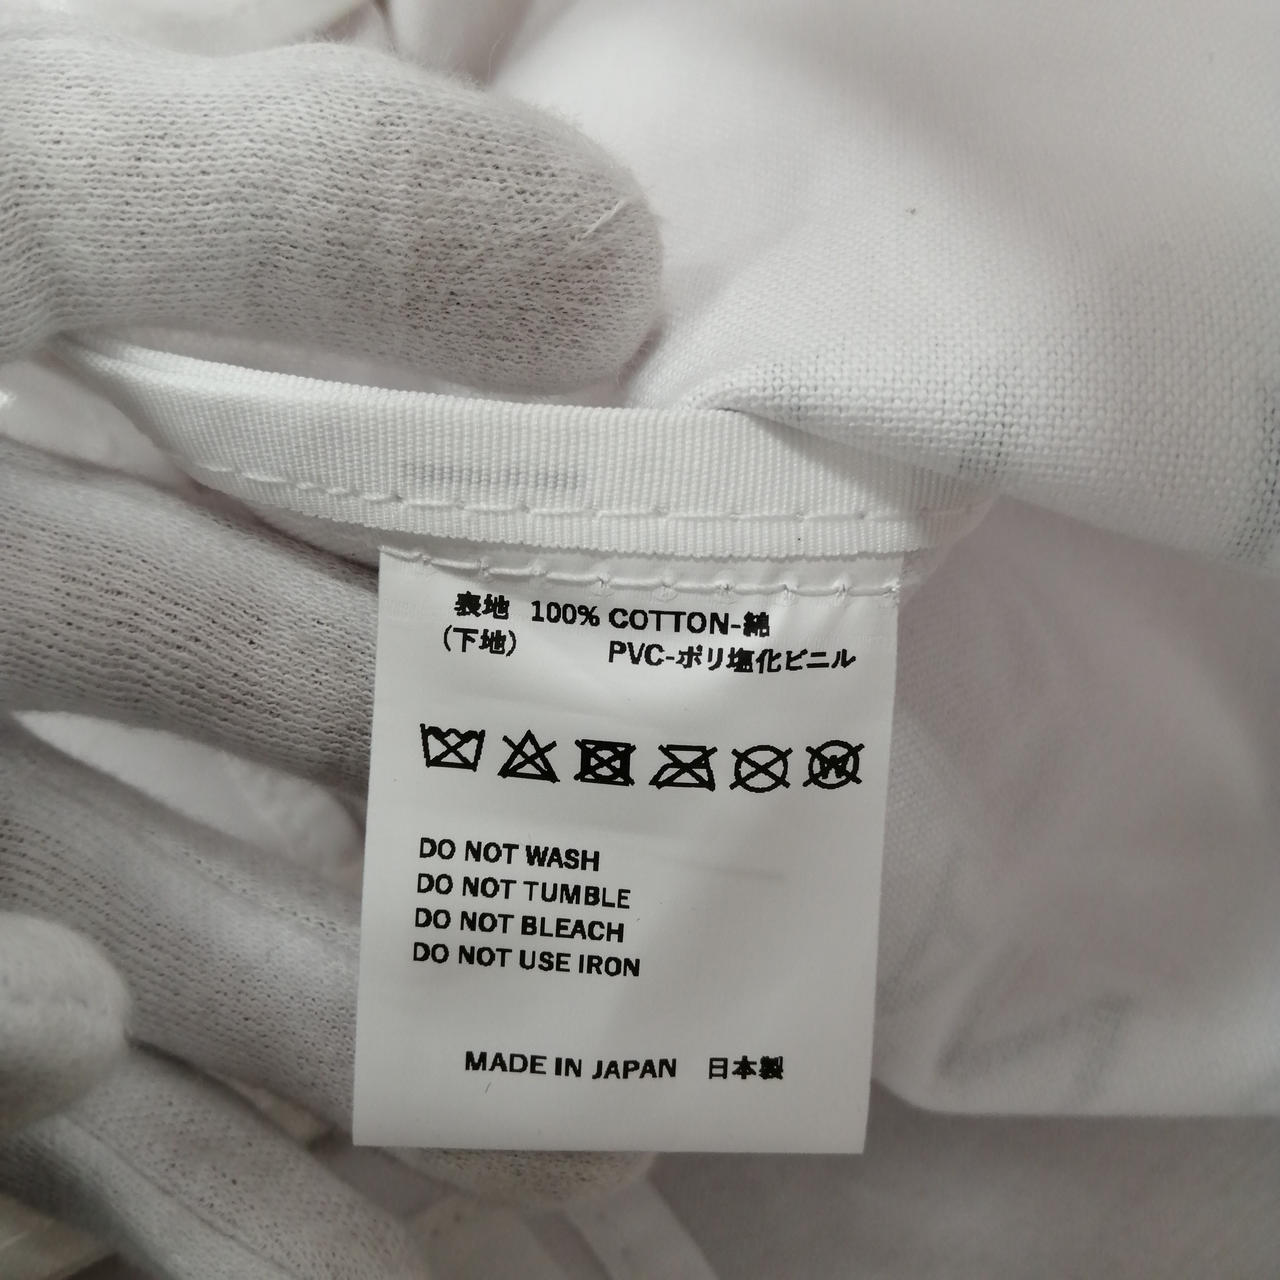 表地 100% COTTON-綿
(下地) PVC-ポリ塩化ビニル
W
DO NOT WASH
DO NOT TUMBLE
DO NOT BLEACH
DO NOT USE IRON
MADE IN JAPAN 日本製